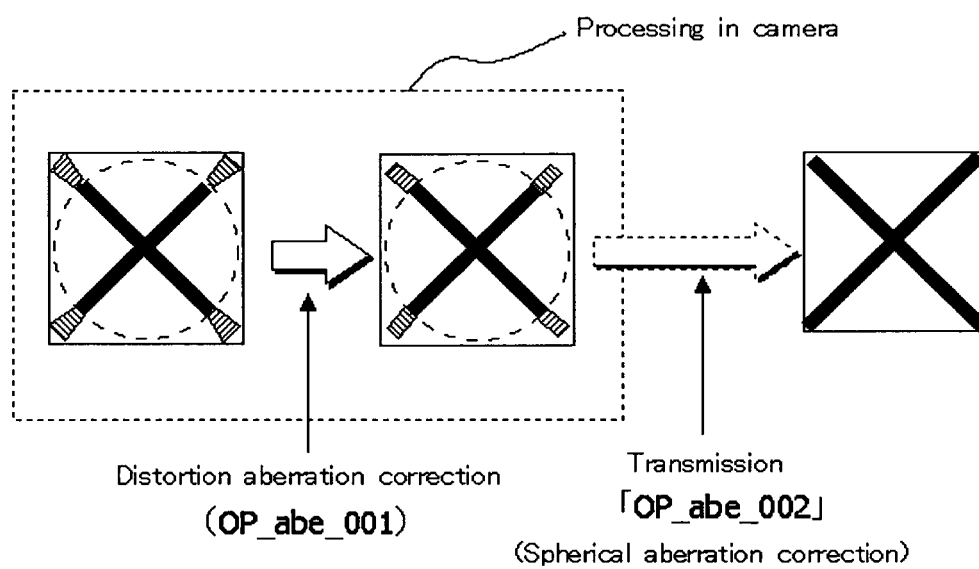 Processing in camera
Distortion aberration correction
(OP_abe_001)
Transmission
「OP_abe_002」
(Spherical aberration correction)